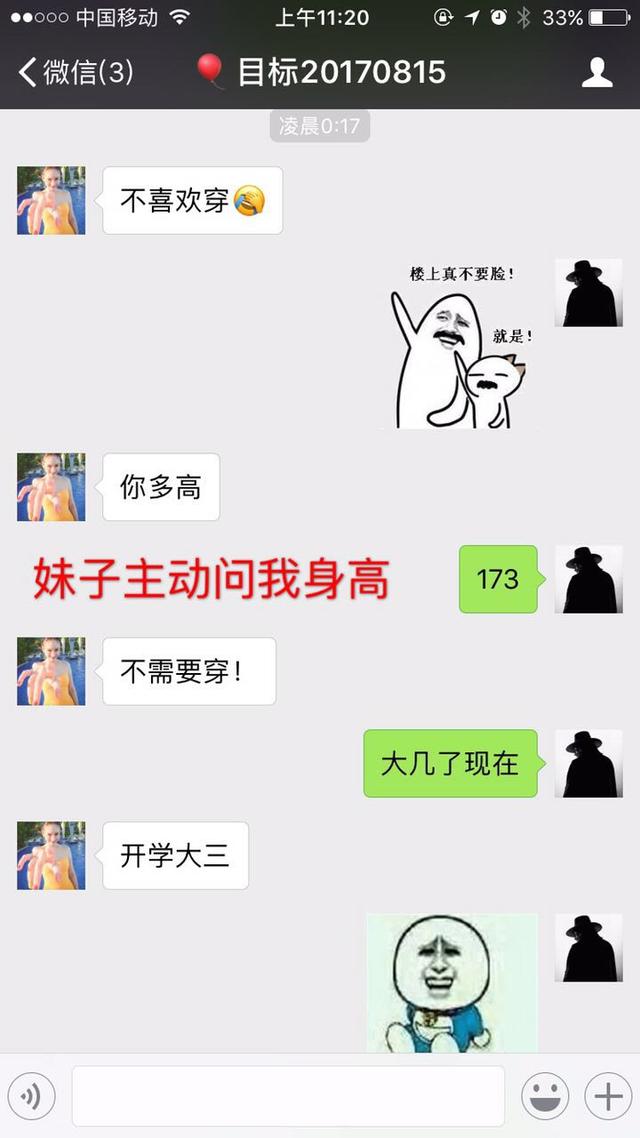 中国移动
上午11:20
33%
微信(3)
目标20170815
凌晨0:17
不喜欢穿
楼上真不要脸！
就是！
你多高
妹子主动问我身高
173
不需要穿！
大几了现在
开学大三